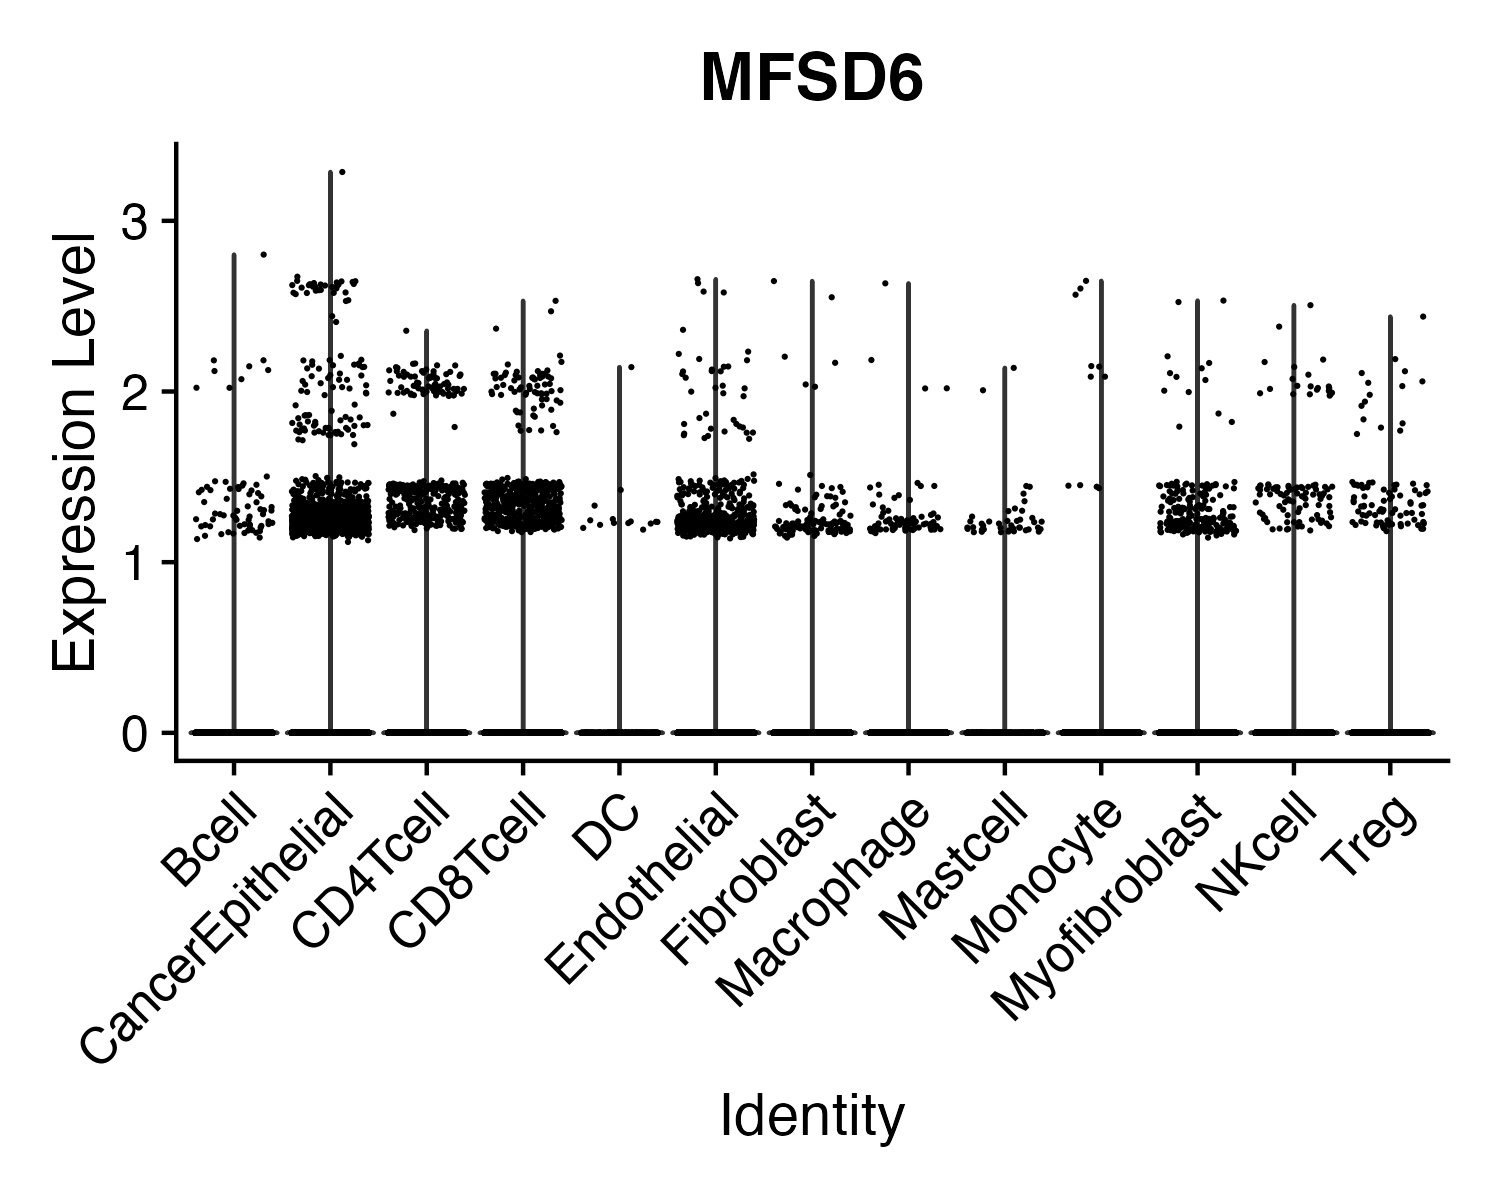 MFSD6
Expression Level
3
2
1
0
Bcell
CancerEpithelial
CD4Tcell
CD8Tcell
DC
Endothelial
Fibroblast
Macrophage
Mastcell
Monocyte
Myofibroblast
NKcell
Treg
Identity